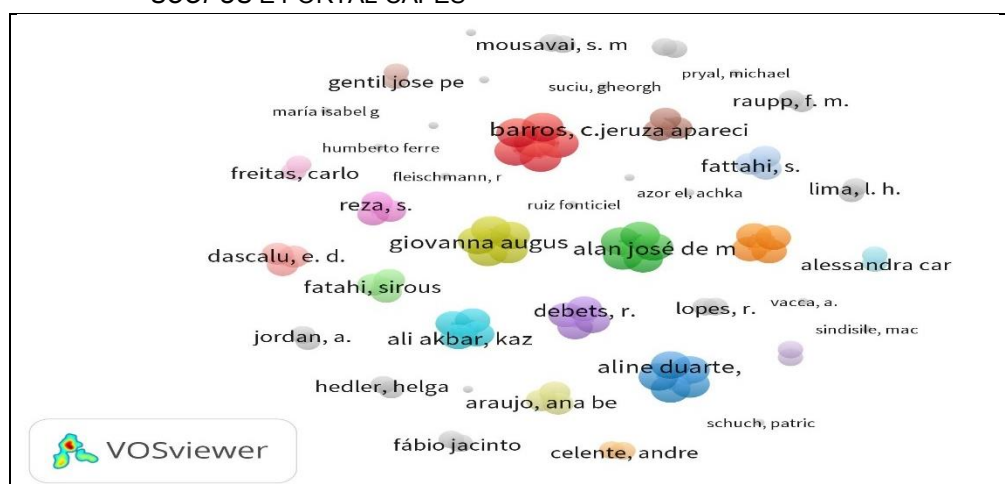 SCOPUS E PORTAL CAPES
mousavai, s. m
gentil jose pe
pryal, michael
suciu, gheorgh
raupp, f. m.
maría isabel g
barros, c.
jeruza apareci
humberto ferre
fattahi, s.
freitas, carlo
fleischmann, r
azor el, achka
lima, l. h.
reza, s.
ruiz fonticiel
giovanna augus
alan josé de m
dascalu, e. d.
alessandra car
fatahi, sirous
debets, r.
lopes, r.
vacca, a.
jordan, a.
ali akbar, kaz
sindisile, mac
aline duarte,
hedler, helga
araujo, ana be
schuch, patric
fábio jacinto
celente, andre
VOSviewer